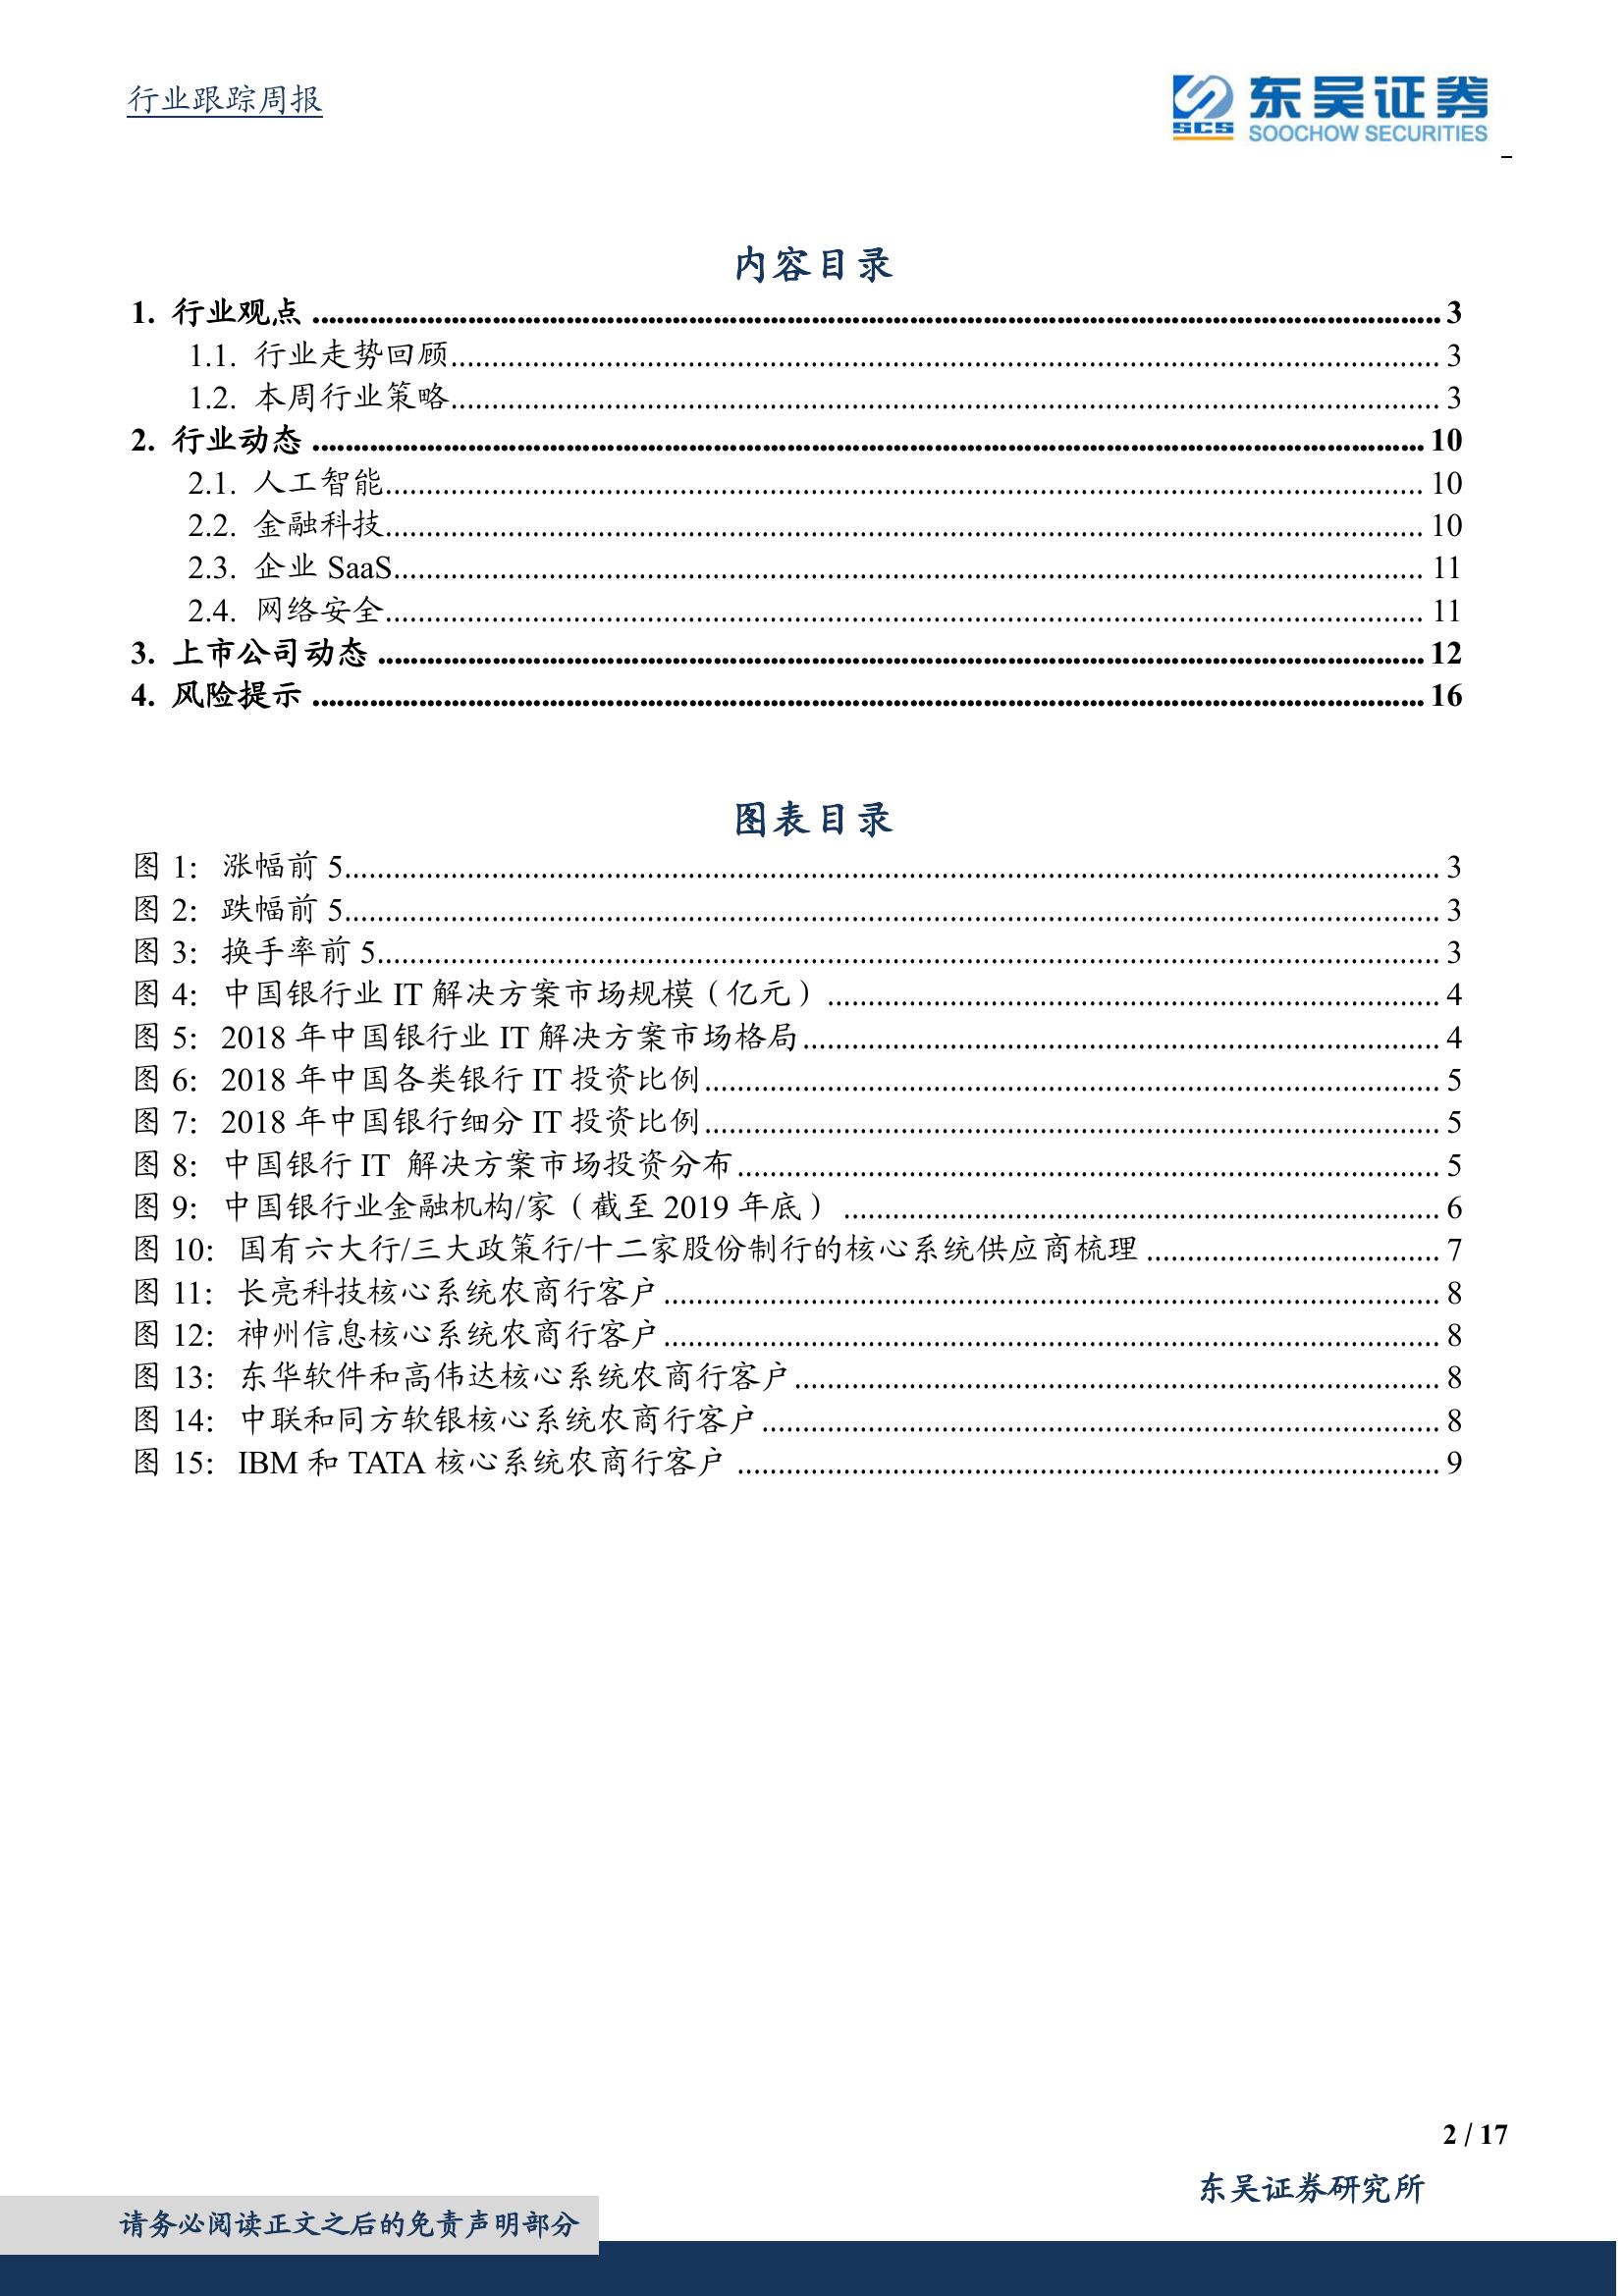 行业跟踪周报
东吴证券
SCS
SOOCHOW SECURITIES
内容目录
1. 行业观点 3
1.1. 行业走势回顾 3
1.2. 本周行业策略 3
2. 行业动态 10
2.1. 人工智能 10
2.2. 金融科技 10
2.3. 企业 SaaS 11
2.4. 网络安全 11
3. 上市公司动态 12
4. 风险提示 16
图表目录
图 1: 涨幅前 5 3
图 2: 跌幅前 5 3
图 3: 换手率前 5 3
图 4: 中国银行业 IT 解决方案市场规模（亿元） 4
图 5: 2018 年中国银行业 IT 解决方案市场格局 4
图 6: 2018 年中国各类银行 IT 投资比例 5
图 7: 2018 年中国银行细分 IT 投资比例 5
图 8: 中国银行 IT 解决方案市场投资分布 5
图 9: 中国银行业金融机构/家（截至 2019 年底） 6
图 10: 国有六大行/三大政策行/十二家股份制行的核心系统供应商梳理 7
图 11: 长亮科技核心系统农商行客户 8
图 12: 神州信息核心系统农商行客户 8
图 13: 东华软件和高伟达核心系统农商行客户 8
图 14: 中联和同方软银核心系统农商行客户 8
图 15: IBM 和 TATA 核心系统农商行客户 9
2 / 17
东吴证券研究所
请务必阅读正文之后的免责声明部分